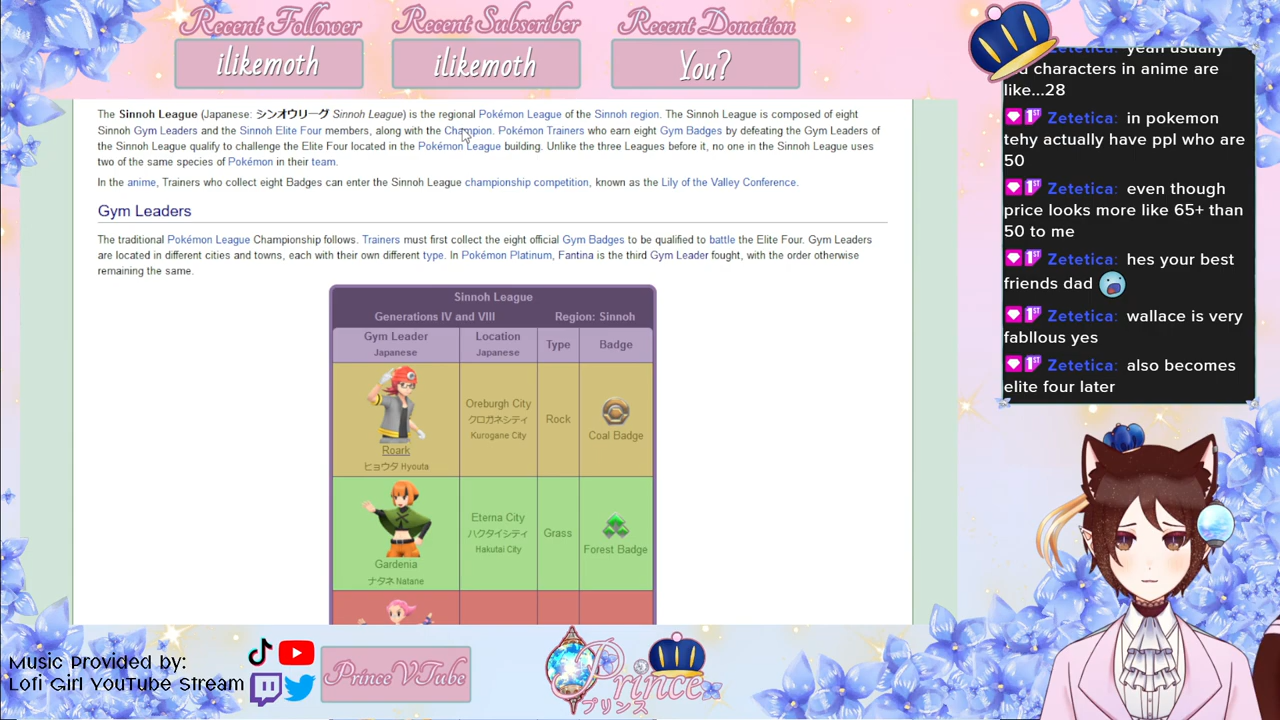 Recent Follower
ilikemoth
Recent Subscriber
ilikemoth
Recent Donation
You?
The Sinnoh League (Japanese: シンオウリーグ Sinnoh League) is the regional Pokémon League of the Sinnoh region. The Sinnoh League is composed of eight
Sinnoh Gym Leaders and the Sinnoh Elite Four members, along with the Champion. Pokémon Trainers who earn eight Gym Badges by defeating the Gym Leaders of
the Sinnoh League qualify to challenge the Elite Four located in the Pokémon League building. Unlike the three Leagues before it, no one in the Sinnoh League uses
two of the same species of Pokémon in their team.
In the anime, Trainers who collect eight Badges can enter the Sinnoh League championship competition, known as the Lily of the Valley Conference.
Gym Leaders
The traditional Pokémon League Championship follows. Trainers must first collect the eight official Gym Badges to be qualified to battle the Elite Four. Gym Leaders
are located in different cities and towns, each with their own different type. In Pokémon Platinum, Fantina is the third Gym Leader fought, with the order otherwise
remaining the same.
Sinnoh League
Generations IV and VIII Region: Sinnoh
Gym Leader Japanese Location Japanese Type Badge
Roark
ヒョウタ Hyouta
Oreburgh City
クロガネシティ
Kurogane City
Rock
Coal Badge
Gardenia
ナタネ Natane
Eterna City
ハクタイシティ
Hakutai City
Grass
Forest Badge
Zetetica: yeah usually
characters in anime are
like...28
Zetetica: in pokemon
tehy actually have ppl who are
50
Zetetica: even though
price looks more like 65+ than
50 to me
Zetetica: hes your best
friends dad
Zetetica: wallace is very
fabllous yes
Zetetica: also becomes
elite four later
Music Provided by:
Lofi Girl YouTube Stream
PrinceVTube
Prince
プリンス